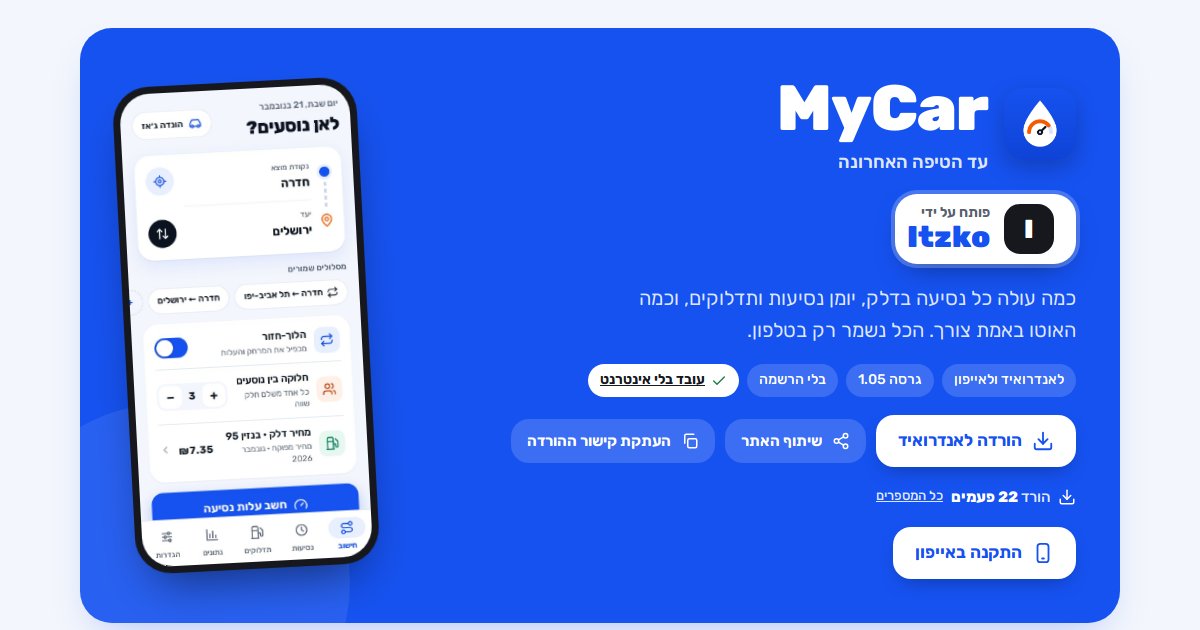 MyCar
עד הטיפה האחרונה
פותח על ידי
I
Itzko
כמה עולה כל נסיעה בדלק, יומן נסיעות ותדלוקים, וכמה
האוטו באמת צורך. הכל נשמר רק בטלפון.
לאנדרואיד ולאייפון
גרסה 1.05
בלי הרשמה
עובד בלי אינטרנט
הורדה לאנדרואיד
שיתוף האתר
העתקת קישור ההורדה
הורד 22 פעמים כל המספרים
התקנה באייפון
יום שבת, 21 בנובמבר
לאן נוסעים?
הונדה ג'אז
נקודת מוצא
חדרה
יעד
ירושלים
מסלולים שמורים
חדרה ← תל אביב-יפו
חדרה ← ירושלים
הלוך-חזור
מכפיל את המרחק והעלות
חלוקה בין נוסעים
כל אחד משלם חלק
שווה
+ 3 −
מחיר דלק · בנזין 95
מחיר מפוקח · נובמבר
2026
₪7.35
חשב עלות נסיעה
חישוב
נסיעות
תדלוקים
נתונים
הגדרות